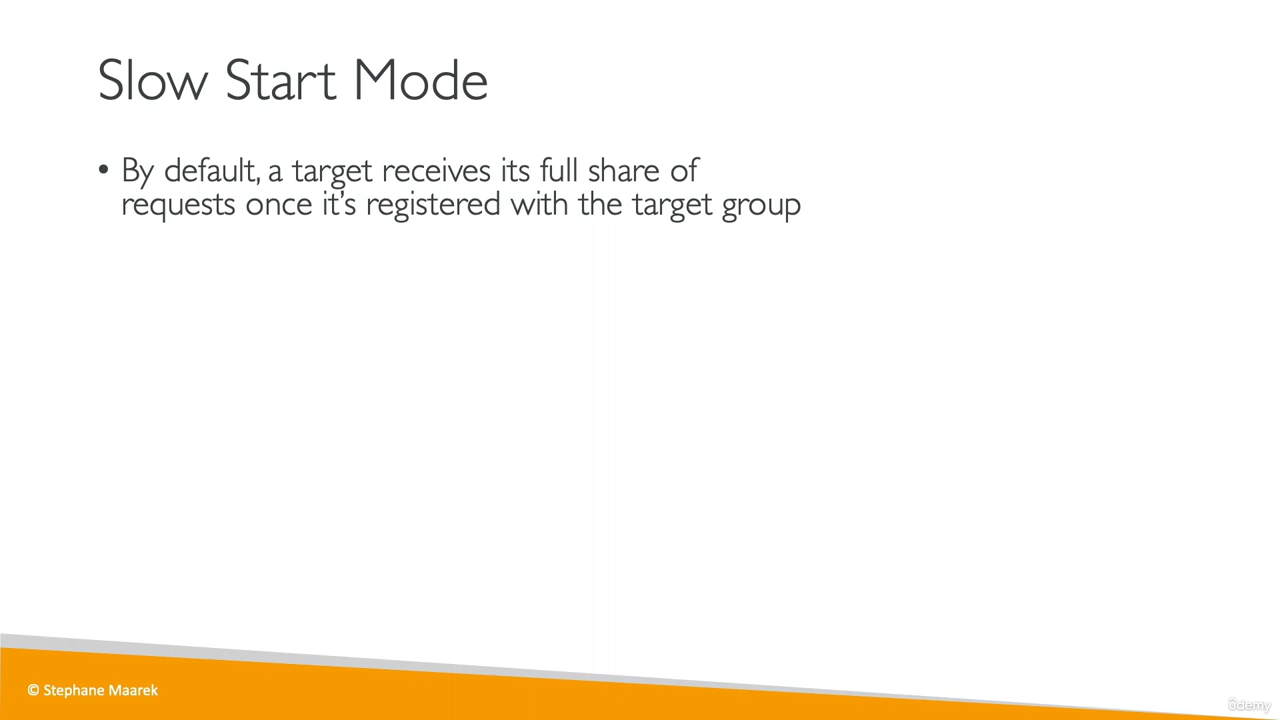 Slow Start Mode
• By default, a target receives its full share of
requests once it's registered with the target group
© Stephane Maarek
ûdemy